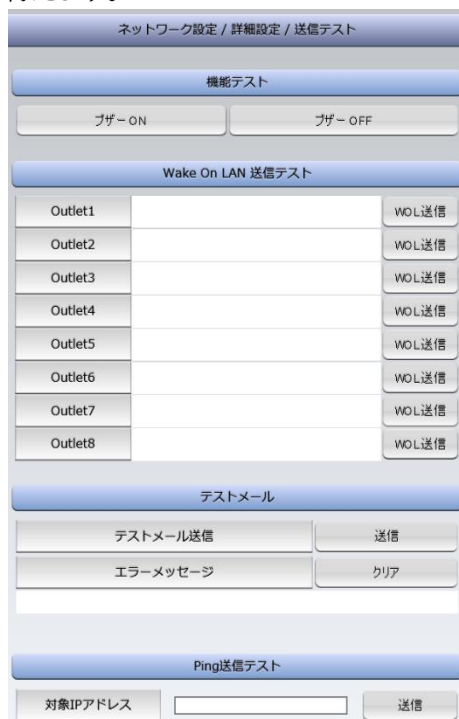 ネットワーク設定 / 詳細設定 / 送信テスト
機能テスト
ブザーON ブザーOFF
Wake On LAN 送信テスト
Outlet1 WOL送信
Outlet2 WOL送信
Outlet3 WOL送信
Outlet4 WOL送信
Outlet5 WOL送信
Outlet6 WOL送信
Outlet7 WOL送信
Outlet8 WOL送信
テストメール
テストメール送信 送信
エラーメッセージ クリア
Ping送信テスト
対象IPアドレス 送信